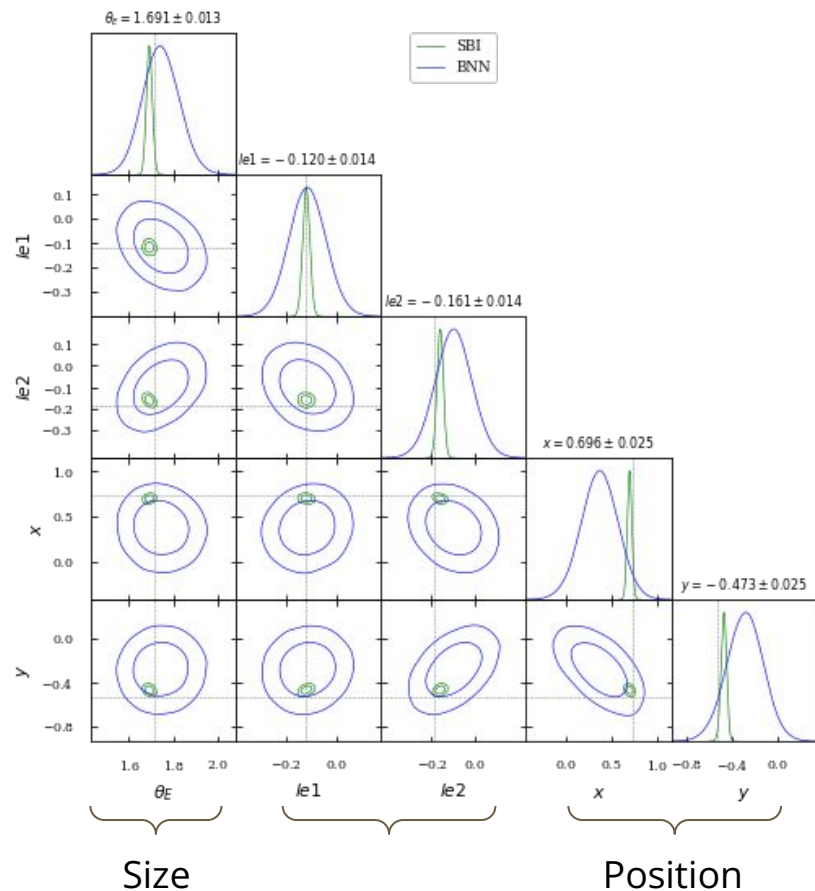 θ_E = 1.691 ± 0.013
SBI
BNN
le1 = −0.120 ± 0.014
0.1
0.0
−0.1
−0.2
−0.3
le1
le2 = −0.161 ± 0.014
0.1
0.0
−0.1
−0.2
−0.3
le2
x = 0.696 ± 0.025
1.0
0.5
0.0
x
y = −0.473 ± 0.025
0.0
−0.4
−0.8
y
1.6 1.8 2.0 −0.2 0.0 −0.2 0.0 0.0 0.5 1.0 −0.8 −0.4 0.0
θ_E le1 le2 x y
Size Position